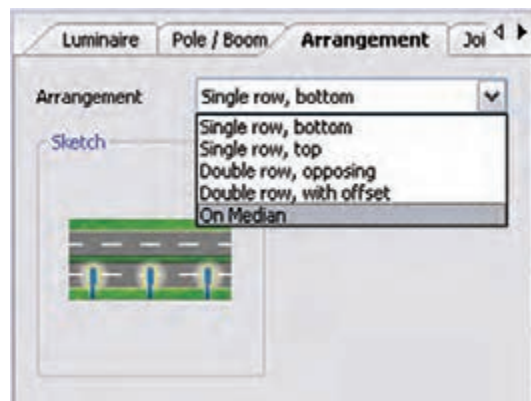 Luminaire Pole / Boom Arrangement Joi
Arrangement Single row, bottom
Sketch
Single row, bottom
Single row, top
Double row, opposing
Double row, with offset
On Median